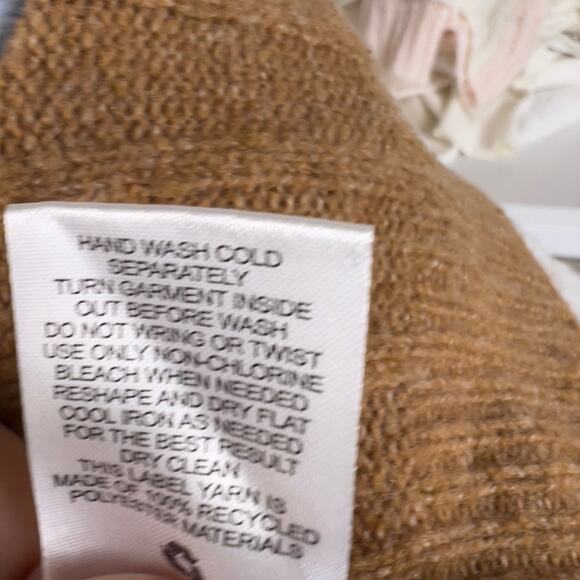 HAND WASH COLD
SEPARATELY
TURN GARMENT INSIDE
OUT BEFORE WASH
DO NOT WRING OR TWIST
USE ONLY NON-CHLORINE
BLEACH WHEN NEEDED
RESHAPE AND DRY FLAT
COOL IRON AS NEEDED
FOR THE BEST RESULT
DRY CLEAN
THIS LABEL YARN IS
MADE OF 100% RECYCLED
POLYESTER MATERIALS